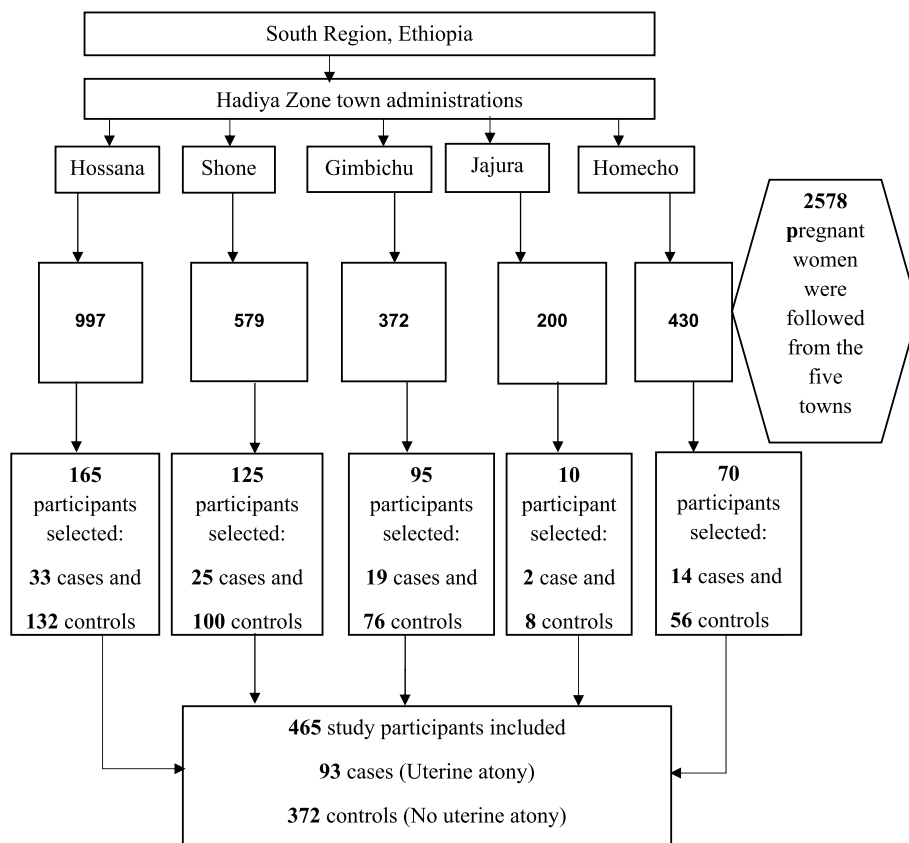 South Region, Ethiopia
Hadiya Zone town administrations
Hossana
Shone
Gimbichu
Jajura
Homecho
997
579
372
200
430
2578
pregnant
women
were
followed
from the
five
towns
165
participants
selected:
33 cases and
132 controls
125
participants
selected:
25 cases and
100 controls
95
participants
selected:
19 cases and
76 controls
10
participant
selected:
2 case and
8 controls
70
participants
selected:
14 cases and
56 controls
465 study participants included
93 cases (Uterine atony)
372 controls (No uterine atony)